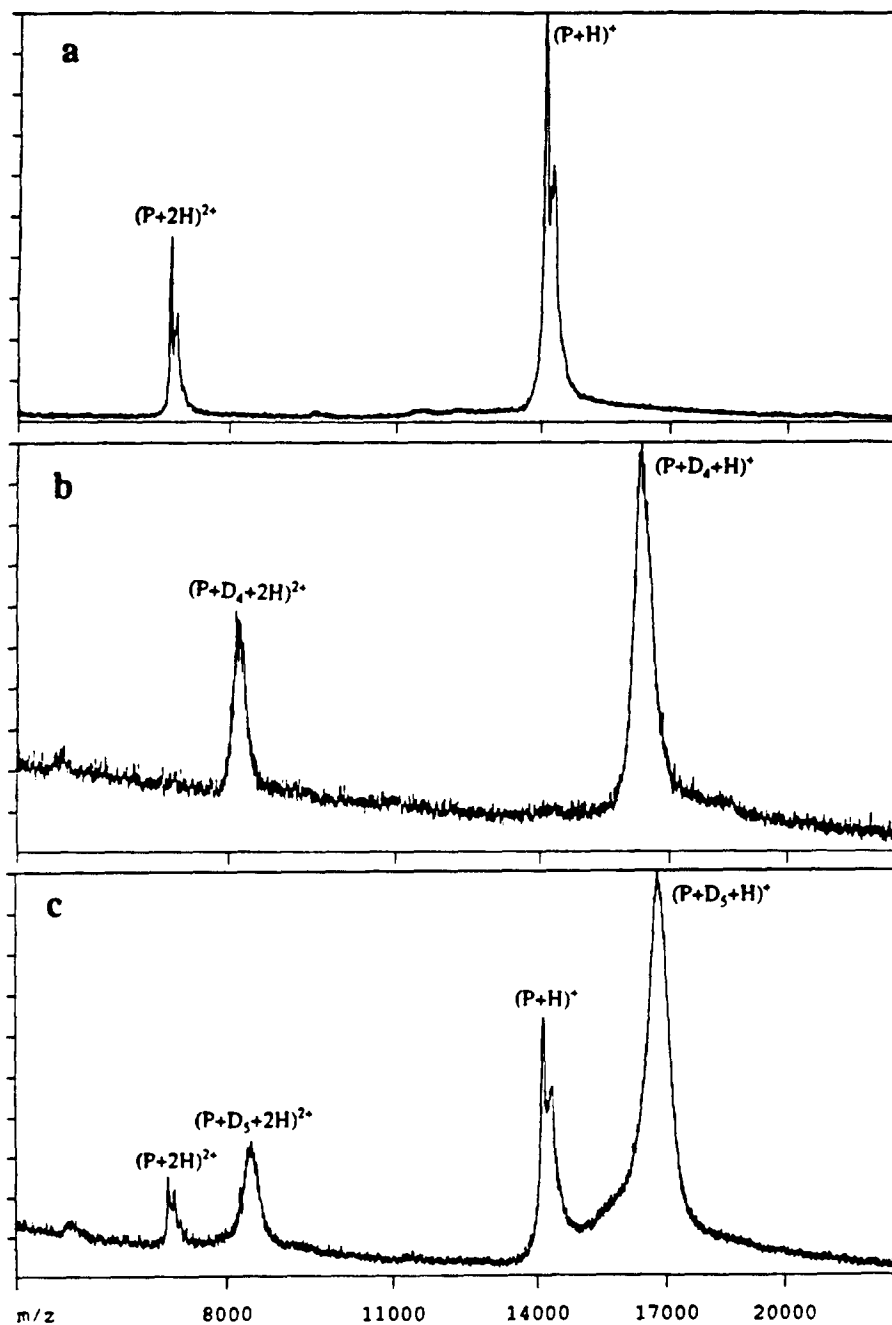 a
(P+H)⁺
(P+2H)²⁺
b
(P+D₄+H)⁺
(P+D₄+2H)²⁺
c
(P+D₅+H)⁺
(P+H)⁺
(P+D₅+2H)²⁺
(P+2H)²⁺
m/z 8000 11000 14000 17000 20000